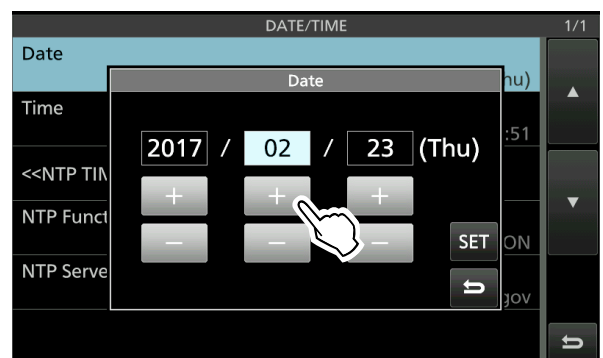 DATE/TIME 1/1
Date
hu)
Date
Time
:51
2017 / 02 / 23 (Thu)
+ + +
<<NTP TIM
NTP Funct
- - -
SET
ON
NTP Serve
gov